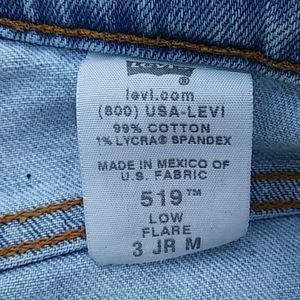 Levi's
levi.com
(800) USA-LEVI
99% COTTON
1% LYCRA® SPANDEX
MADE IN MEXICO OF
U.S. FABRIC
519™
LOW
FLARE
3 JR M